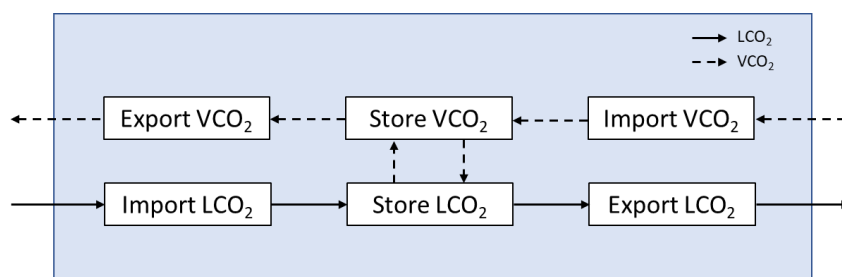 LCO₂
VCO₂
Export VCO₂
Store VCO₂
Import VCO₂
Import LCO₂
Store LCO₂
Export LCO₂